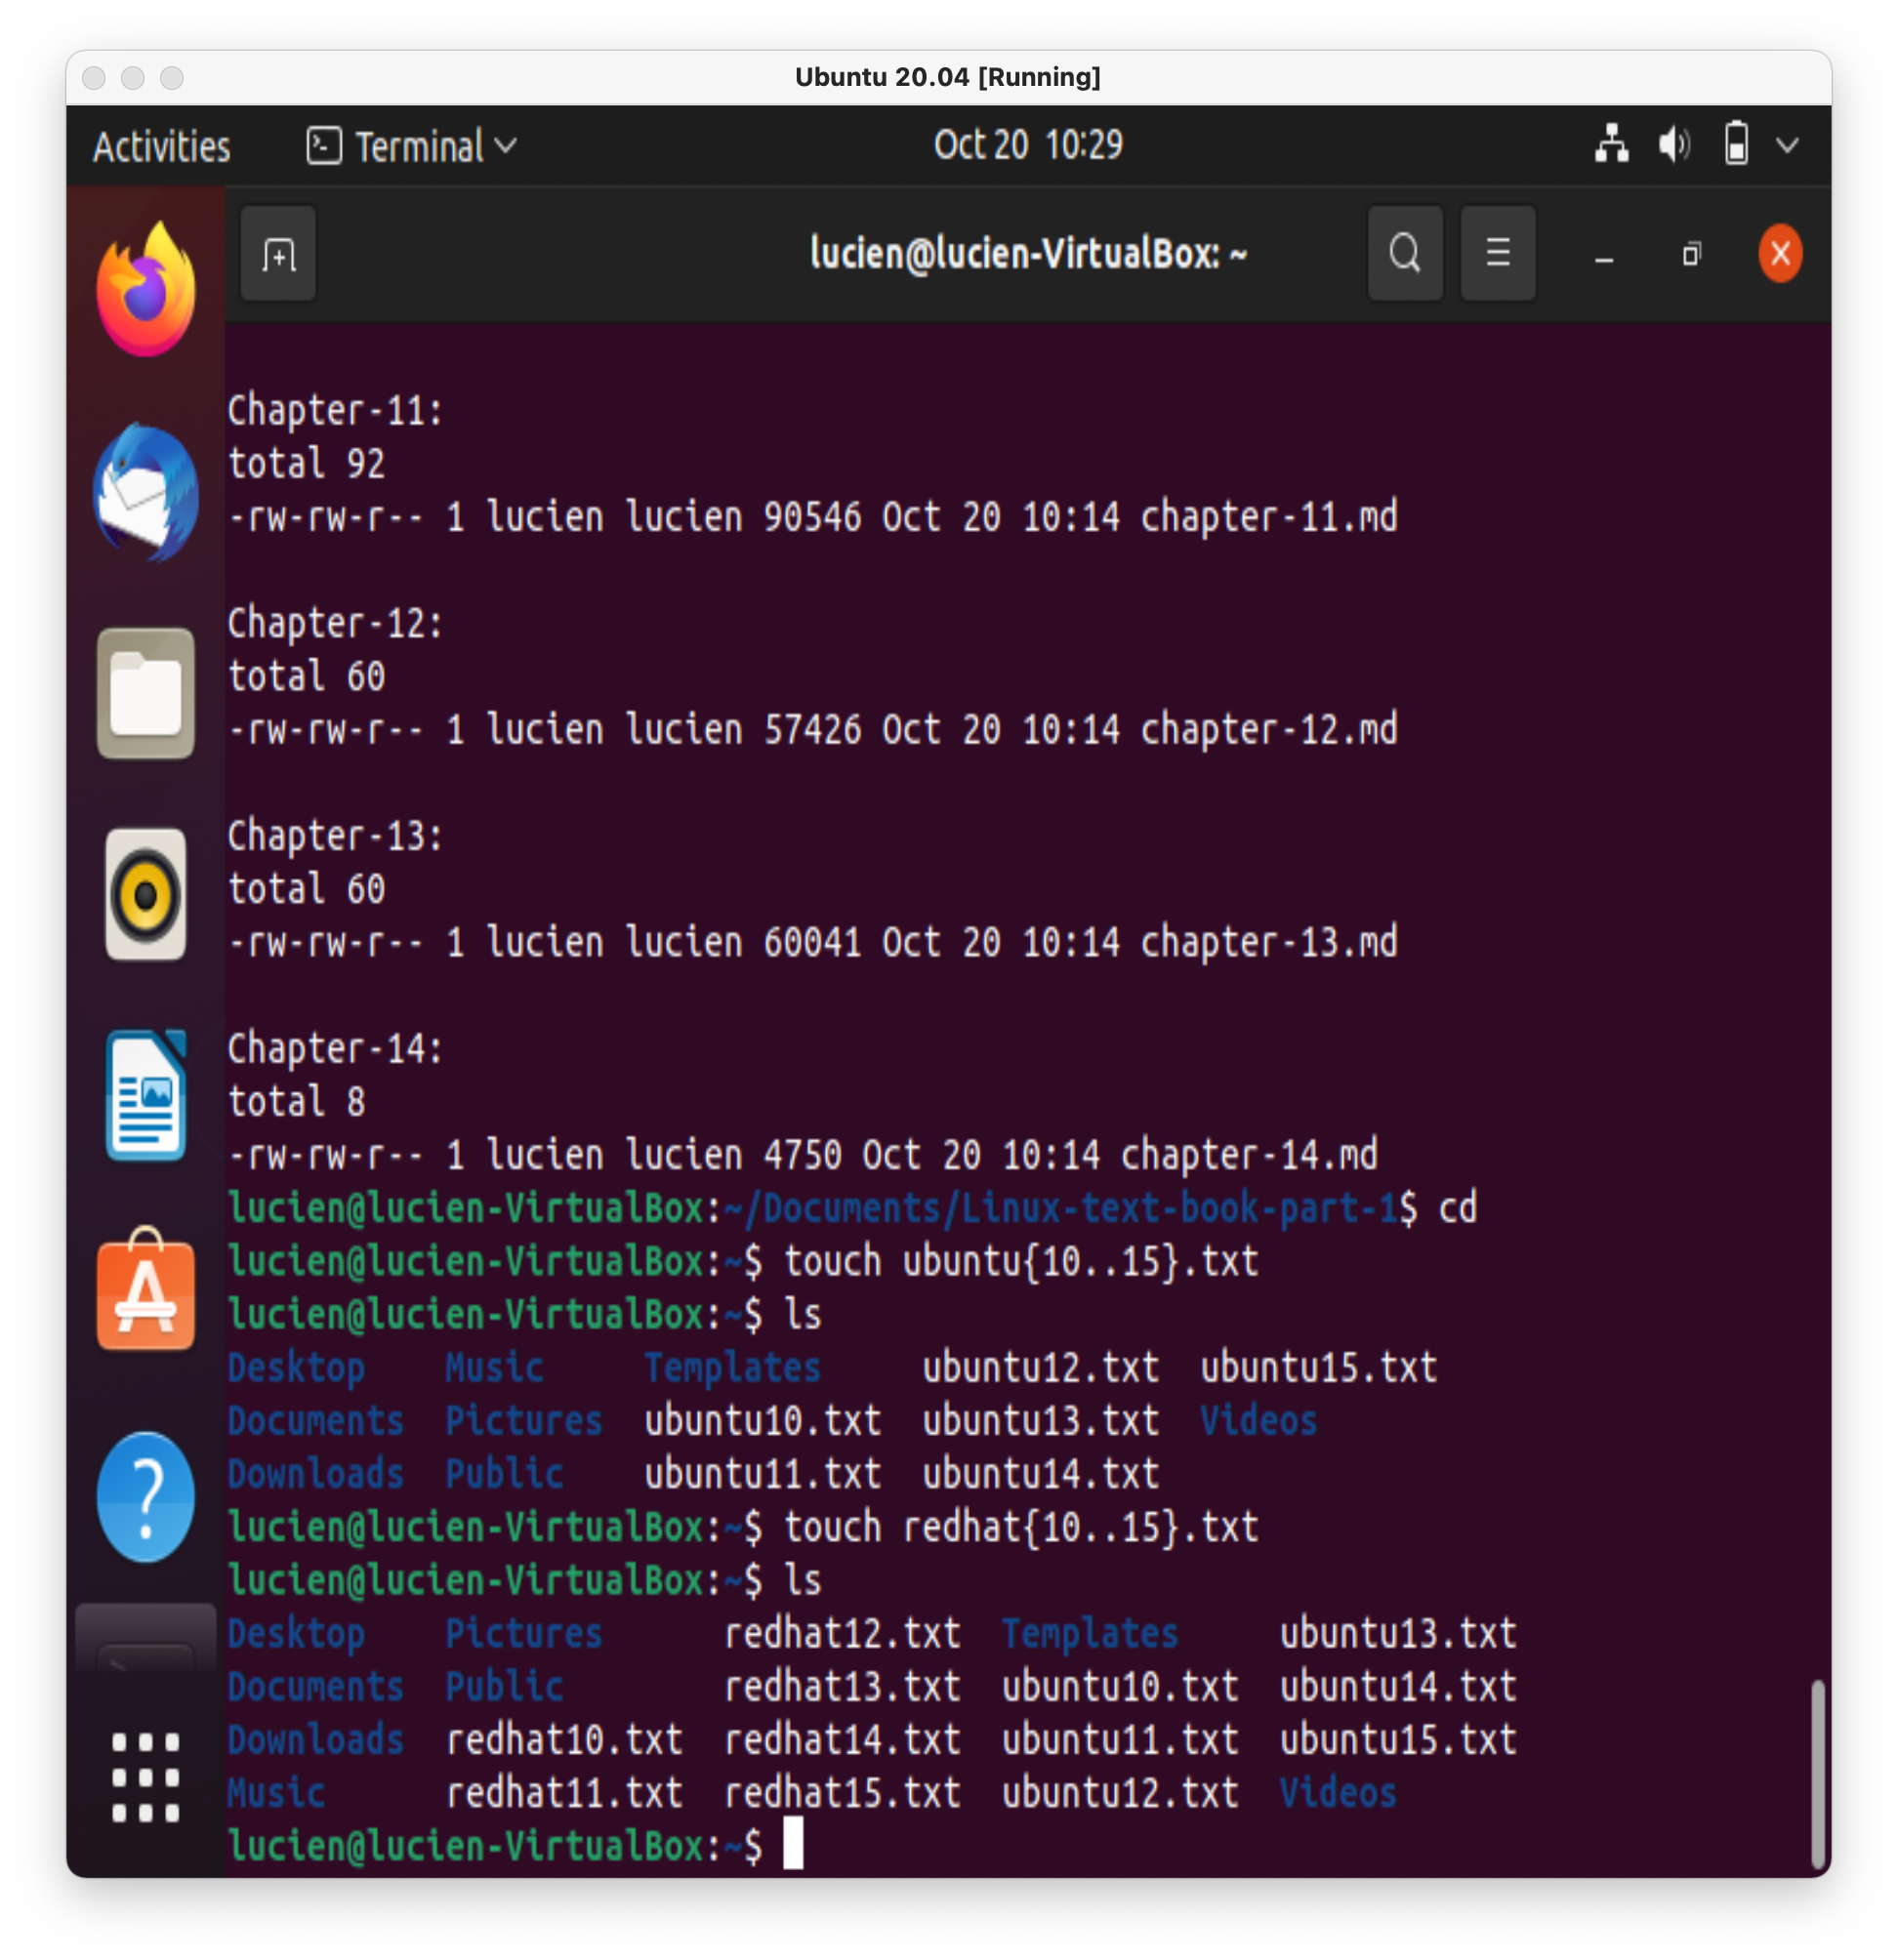 Ubuntu 20.04 [Running]
Activities Terminal Oct 20 10:29
lucien@lucien-VirtualBox: ~
Chapter-11:
total 92
-rw-rw-r-- 1 lucien lucien 90546 Oct 20 10:14 chapter-11.md
Chapter-12:
total 60
-rw-rw-r-- 1 lucien lucien 57426 Oct 20 10:14 chapter-12.md
Chapter-13:
total 60
-rw-rw-r-- 1 lucien lucien 60041 Oct 20 10:14 chapter-13.md
Chapter-14:
total 8
-rw-rw-r-- 1 lucien lucien 4750 Oct 20 10:14 chapter-14.md
lucien@lucien-VirtualBox:~/Documents/Linux-text-book-part-1$ cd
lucien@lucien-VirtualBox:~$ touch ubuntu{10..15}.txt
lucien@lucien-VirtualBox:~$ ls
Desktop Music Templates ubuntu12.txt ubuntu15.txt
Documents Pictures ubuntu10.txt ubuntu13.txt Videos
Downloads Public ubuntu11.txt ubuntu14.txt
lucien@lucien-VirtualBox:~$ touch redhat{10..15}.txt
lucien@lucien-VirtualBox:~$ ls
Desktop Pictures redhat12.txt Templates ubuntu13.txt
Documents Public redhat13.txt ubuntu10.txt ubuntu14.txt
Downloads redhat10.txt redhat14.txt ubuntu11.txt ubuntu15.txt
Music redhat11.txt redhat15.txt ubuntu12.txt Videos
lucien@lucien-VirtualBox:~$